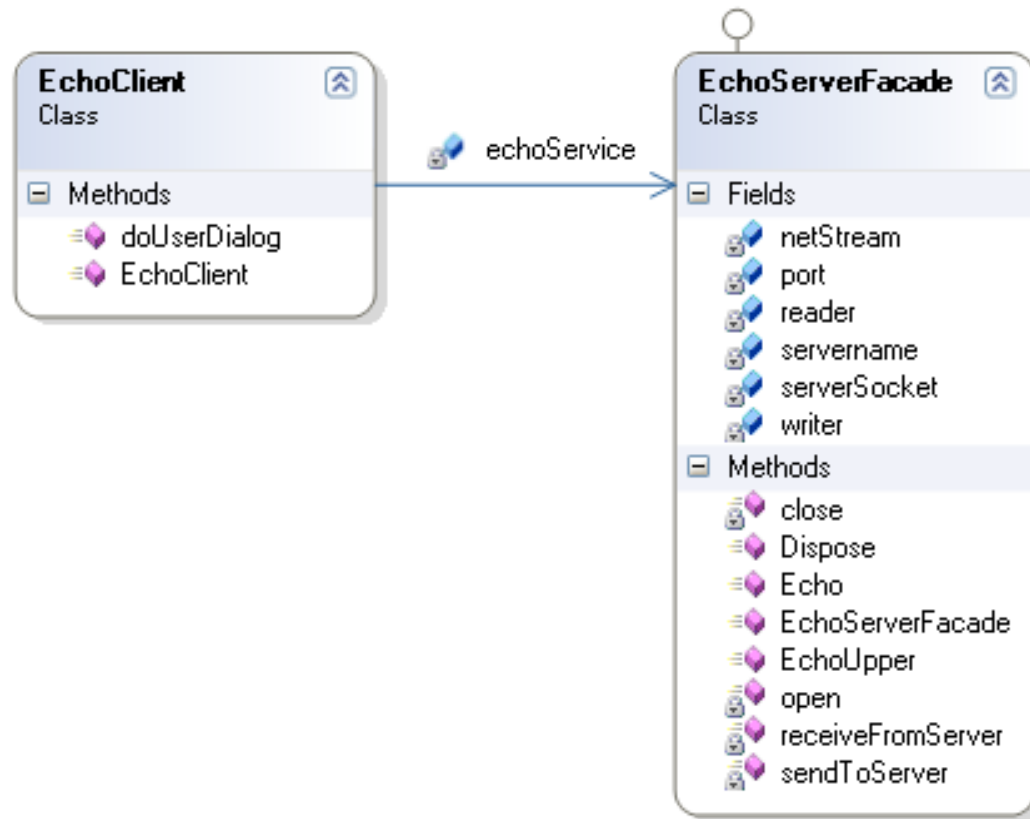 EchoClient
Class
Methods
doUserDialog
EchoClient
echoService
EchoServerFacade
Class
Fields
netStream
port
reader
servername
serverSocket
writer
Methods
close
Dispose
Echo
EchoServerFacade
EchoUpper
open
receiveFromServer
sendToServer